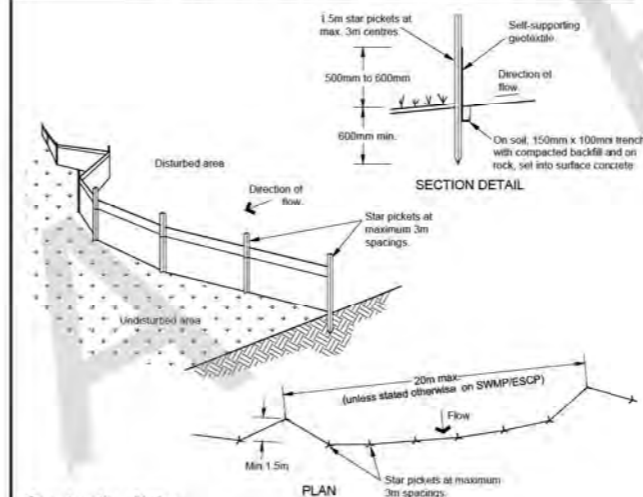 1.5m star pickets at
max. 3m centres.
Self-supporting
geotextile.
500mm to 600mm
Direction of
flow.
600mm min.
On soil, 150mm x 100mm trench
with compacted backfill and on
rock, set into surface concrete
SECTION DETAIL
Disturbed area
Direction of
flow.
Star pickets at
maximum 3m
spacings.
Undisturbed area
20m max.
(unless stated otherwise on SWMP/ESCP)
Flow
Min 1.5m
Star pickets at maximum
3m spacings.
PLAN